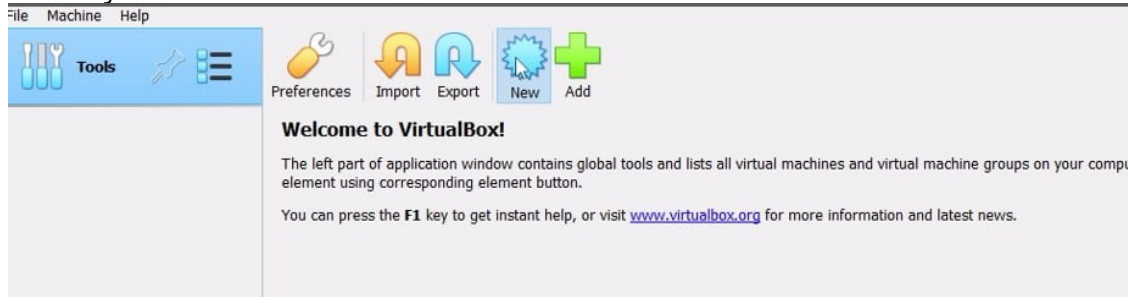 File Machine Help
Tools
Preferences Import Export New Add
Welcome to VirtualBox!
The left part of application window contains global tools and lists all virtual machines and virtual machine groups on your
element using corresponding element button.
You can press the F1 key to get instant help, or visit www.virtualbox.org for more information and latest news.